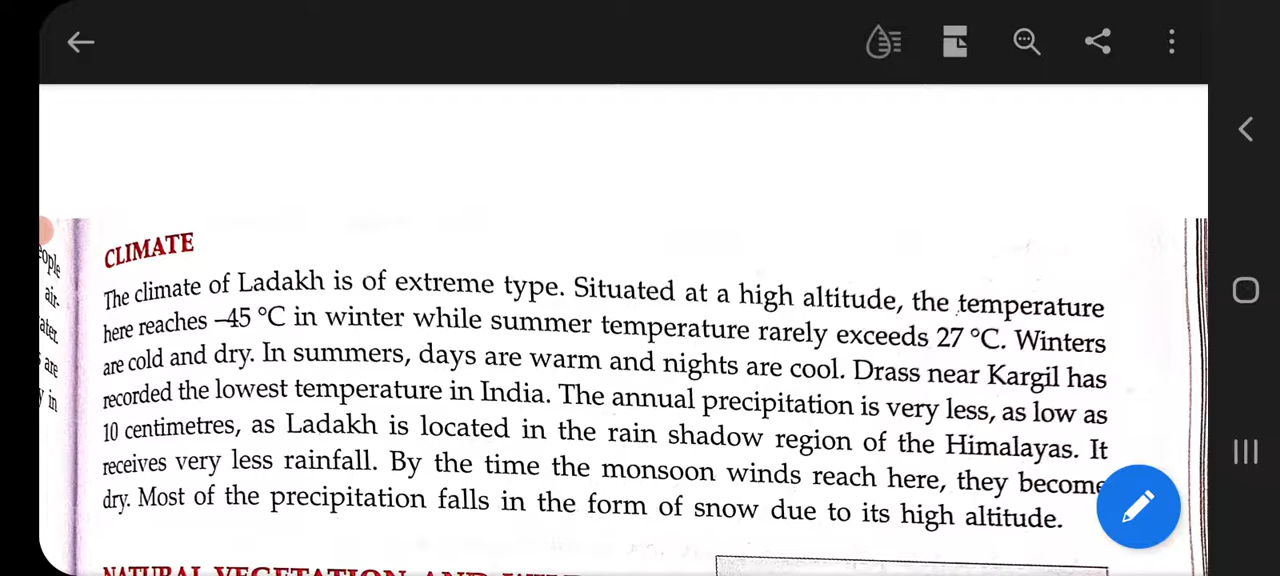 CLIMATE
The climate of Ladakh is of extreme type. Situated at a high altitude, the temperature
here reaches –45 °C in winter while summer temperature rarely exceeds 27 °C. Winters
are cold and dry. In summers, days are warm and nights are cool. Drass near Kargil has
recorded the lowest temperature in India. The annual precipitation is very less, as low as
10 centimetres, as Ladakh is located in the rain shadow region of the Himalayas. It
receives very less rainfall. By the time the monsoon winds reach here, they become
dry. Most of the precipitation falls in the form of snow due to its high altitude.
NATURAL VEGETATION AND